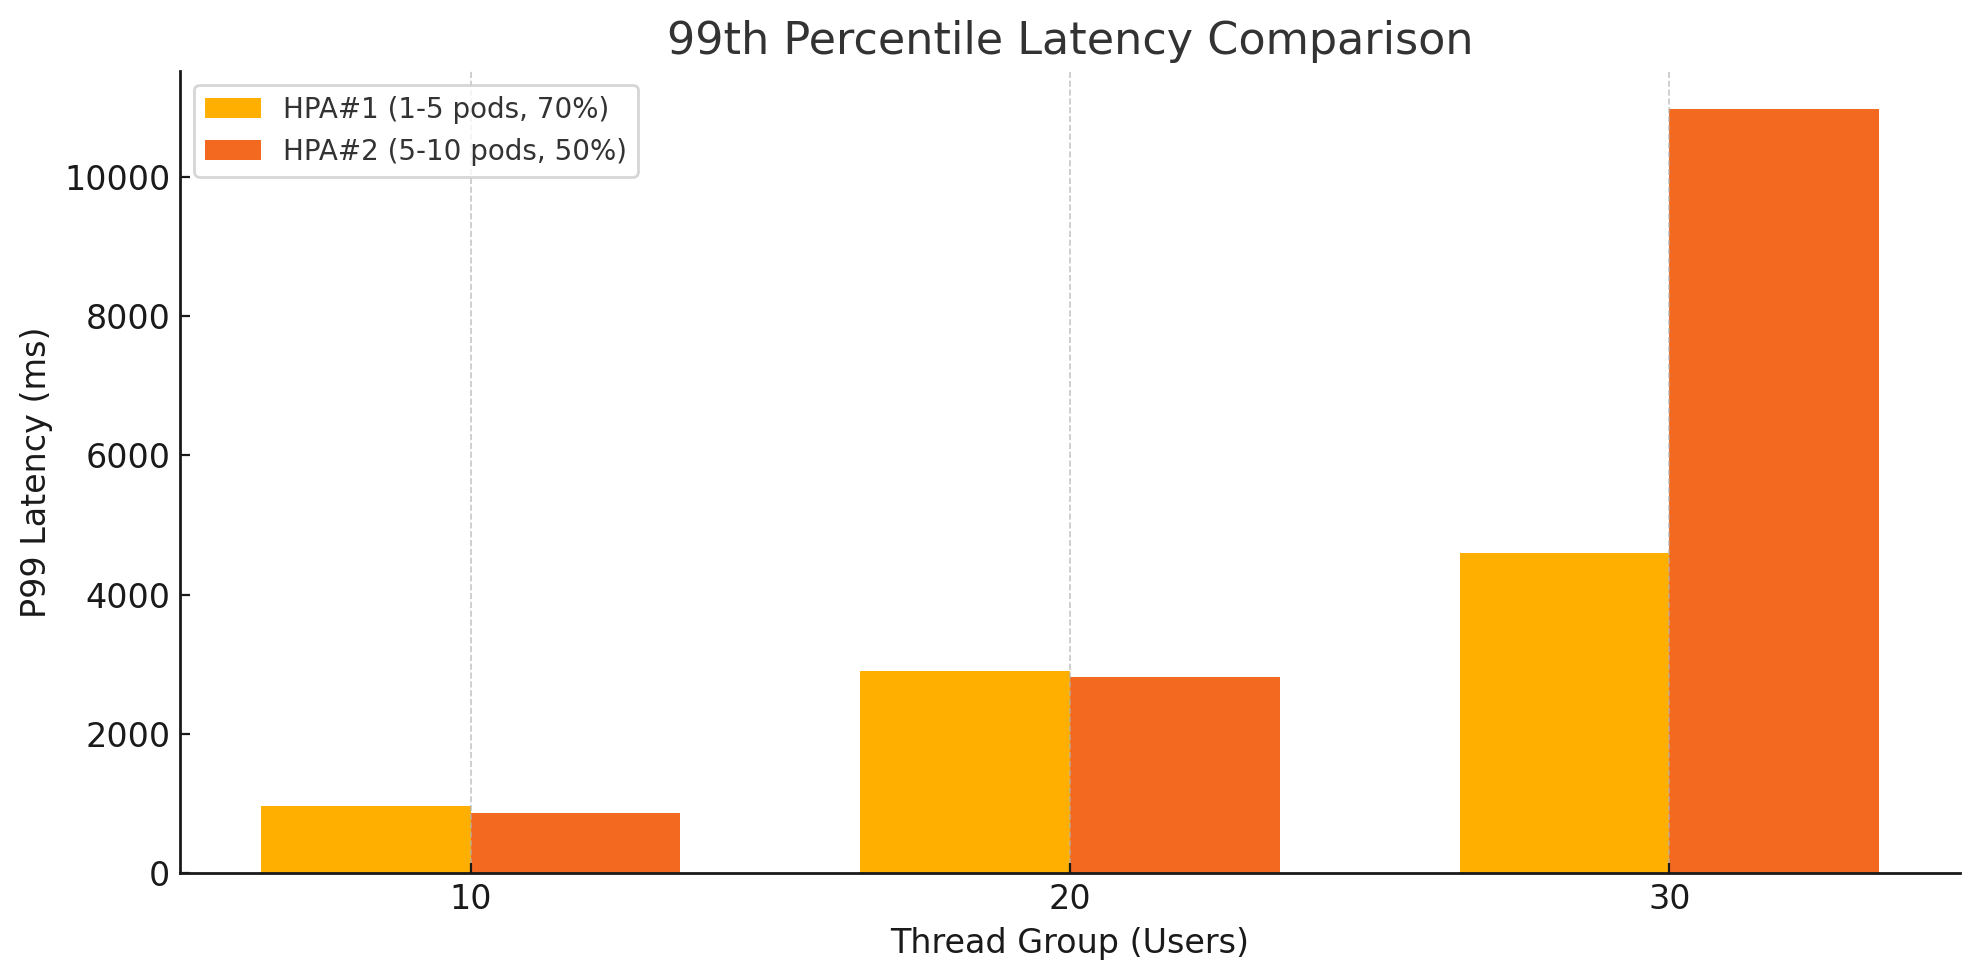 99th Percentile Latency Comparison
HPA#1 (1-5 pods, 70%)
HPA#2 (5-10 pods, 50%)
P99 Latency (ms)
10000
8000
6000
4000
2000
0
10 20 30
Thread Group (Users)